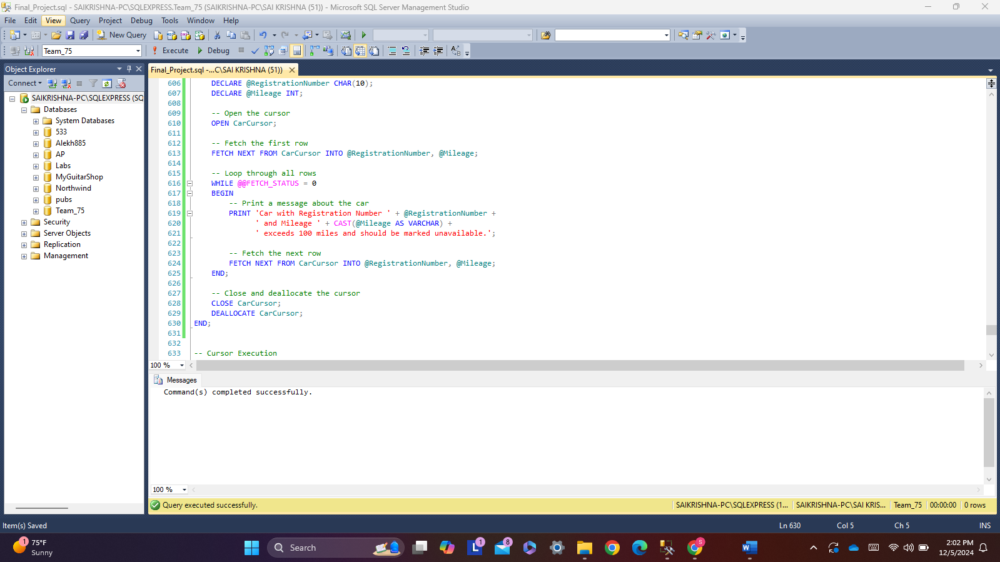 Final_Project.sql - SAIKRISHNA-PC\SQLEXPRESS.Team_75 (SAIKRISHNA-PC\SAI KRISHNA (51)) - Microsoft SQL Server Management Studio
File Edit View Query Project Debug Tools Window Help
New Query
Team_75 Execute Debug
Object Explorer
Connect
SAIKRISHNA-PC\SQLEXPRESS (SQ
Databases
System Databases
533
Alekh885
AP
Labs
MyGuitarShop
Northwind
pubs
Team_75
Security
Server Objects
Replication
Management
Final_Project.sql -...C\SAI KRISHNA (51))
606 DECLARE @RegistrationNumber CHAR(10);
607 DECLARE @Mileage INT;
608
609 -- Open the cursor
610 OPEN CarCursor;
611
612 -- Fetch the first row
613 FETCH NEXT FROM CarCursor INTO @RegistrationNumber, @Mileage;
614
615 -- Loop through all rows
616 WHILE @@FETCH_STATUS = 0
617 BEGIN
618 -- Print a message about the car
619 PRINT 'Car with Registration Number ' + @RegistrationNumber +
620 ' and Mileage ' + CAST(@Mileage AS VARCHAR) +
621 ' exceeds 100 miles and should be marked unavailable.';
622
623 -- Fetch the next row
624 FETCH NEXT FROM CarCursor INTO @RegistrationNumber, @Mileage;
625 END;
626
627 -- Close and deallocate the cursor
628 CLOSE CarCursor;
629 DEALLOCATE CarCursor;
630 END;
631
632
633 -- Cursor Execution
100 %
Messages
Command(s) completed successfully.
100 %
Query executed successfully. SAIKRISHNA-PC\SQLEXPRESS (1... SAIKRISHNA-PC\SAI KRIS... Team_75 00:00:00 0 rows
Item(s) Saved Ln 630 Col 5 Ch 5 INS
1 75°F
Sunny
Search
1
8
S
2:02 PM
12/5/2024